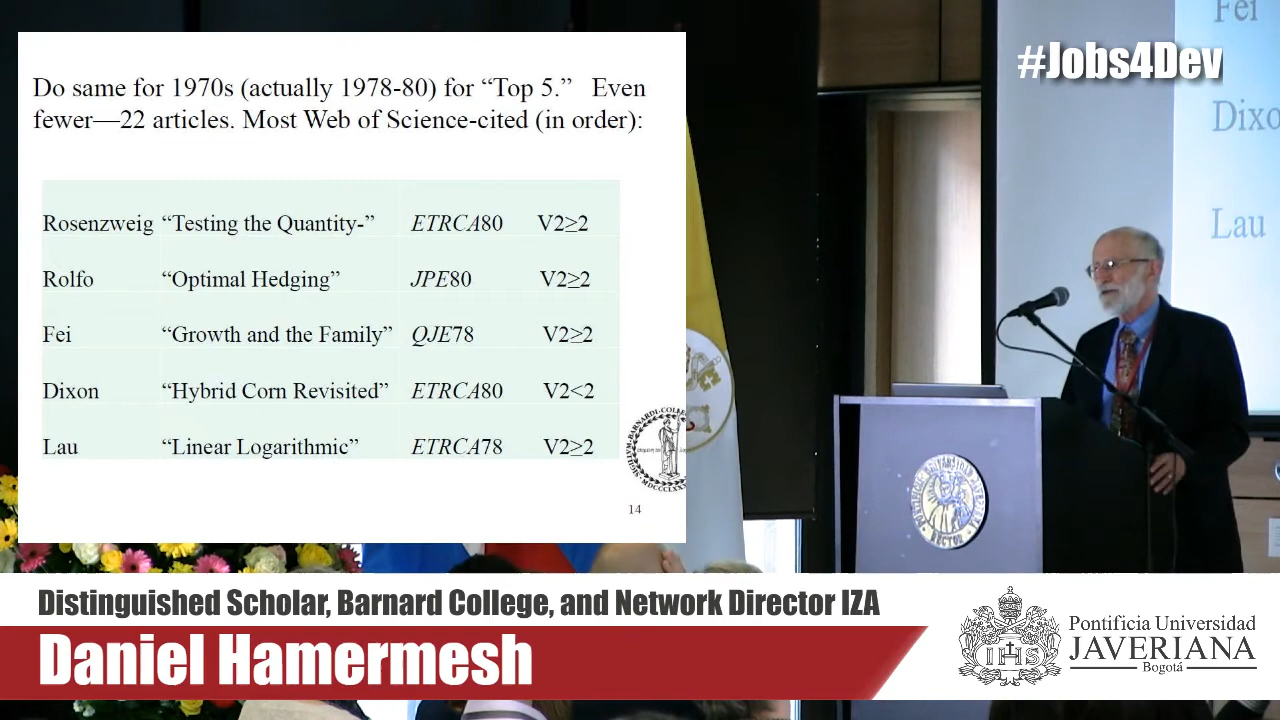 Do same for 1970s (actually 1978-80) for “Top 5.” Even
fewer—22 articles. Most Web of Science-cited (in order):
Rosenzweig “Testing the Quantity-” ETRCA80 V2≥2
Rolfo “Optimal Hedging” JPE80 V2≥2
Fei “Growth and the Family” QJE78 V2≥2
Dixon “Hybrid Corn Revisited” ETRCA80 V2<2
Lau “Linear Logarithmic” ETRCA78 V2≥2
14
#Jobs4Dev
Fei
Lau
Distinguished Scholar, Barnard College, and Network Director IZA
Daniel Hamermesh
IHS
Pontificia Universidad
JAVERIANA
Bogotá